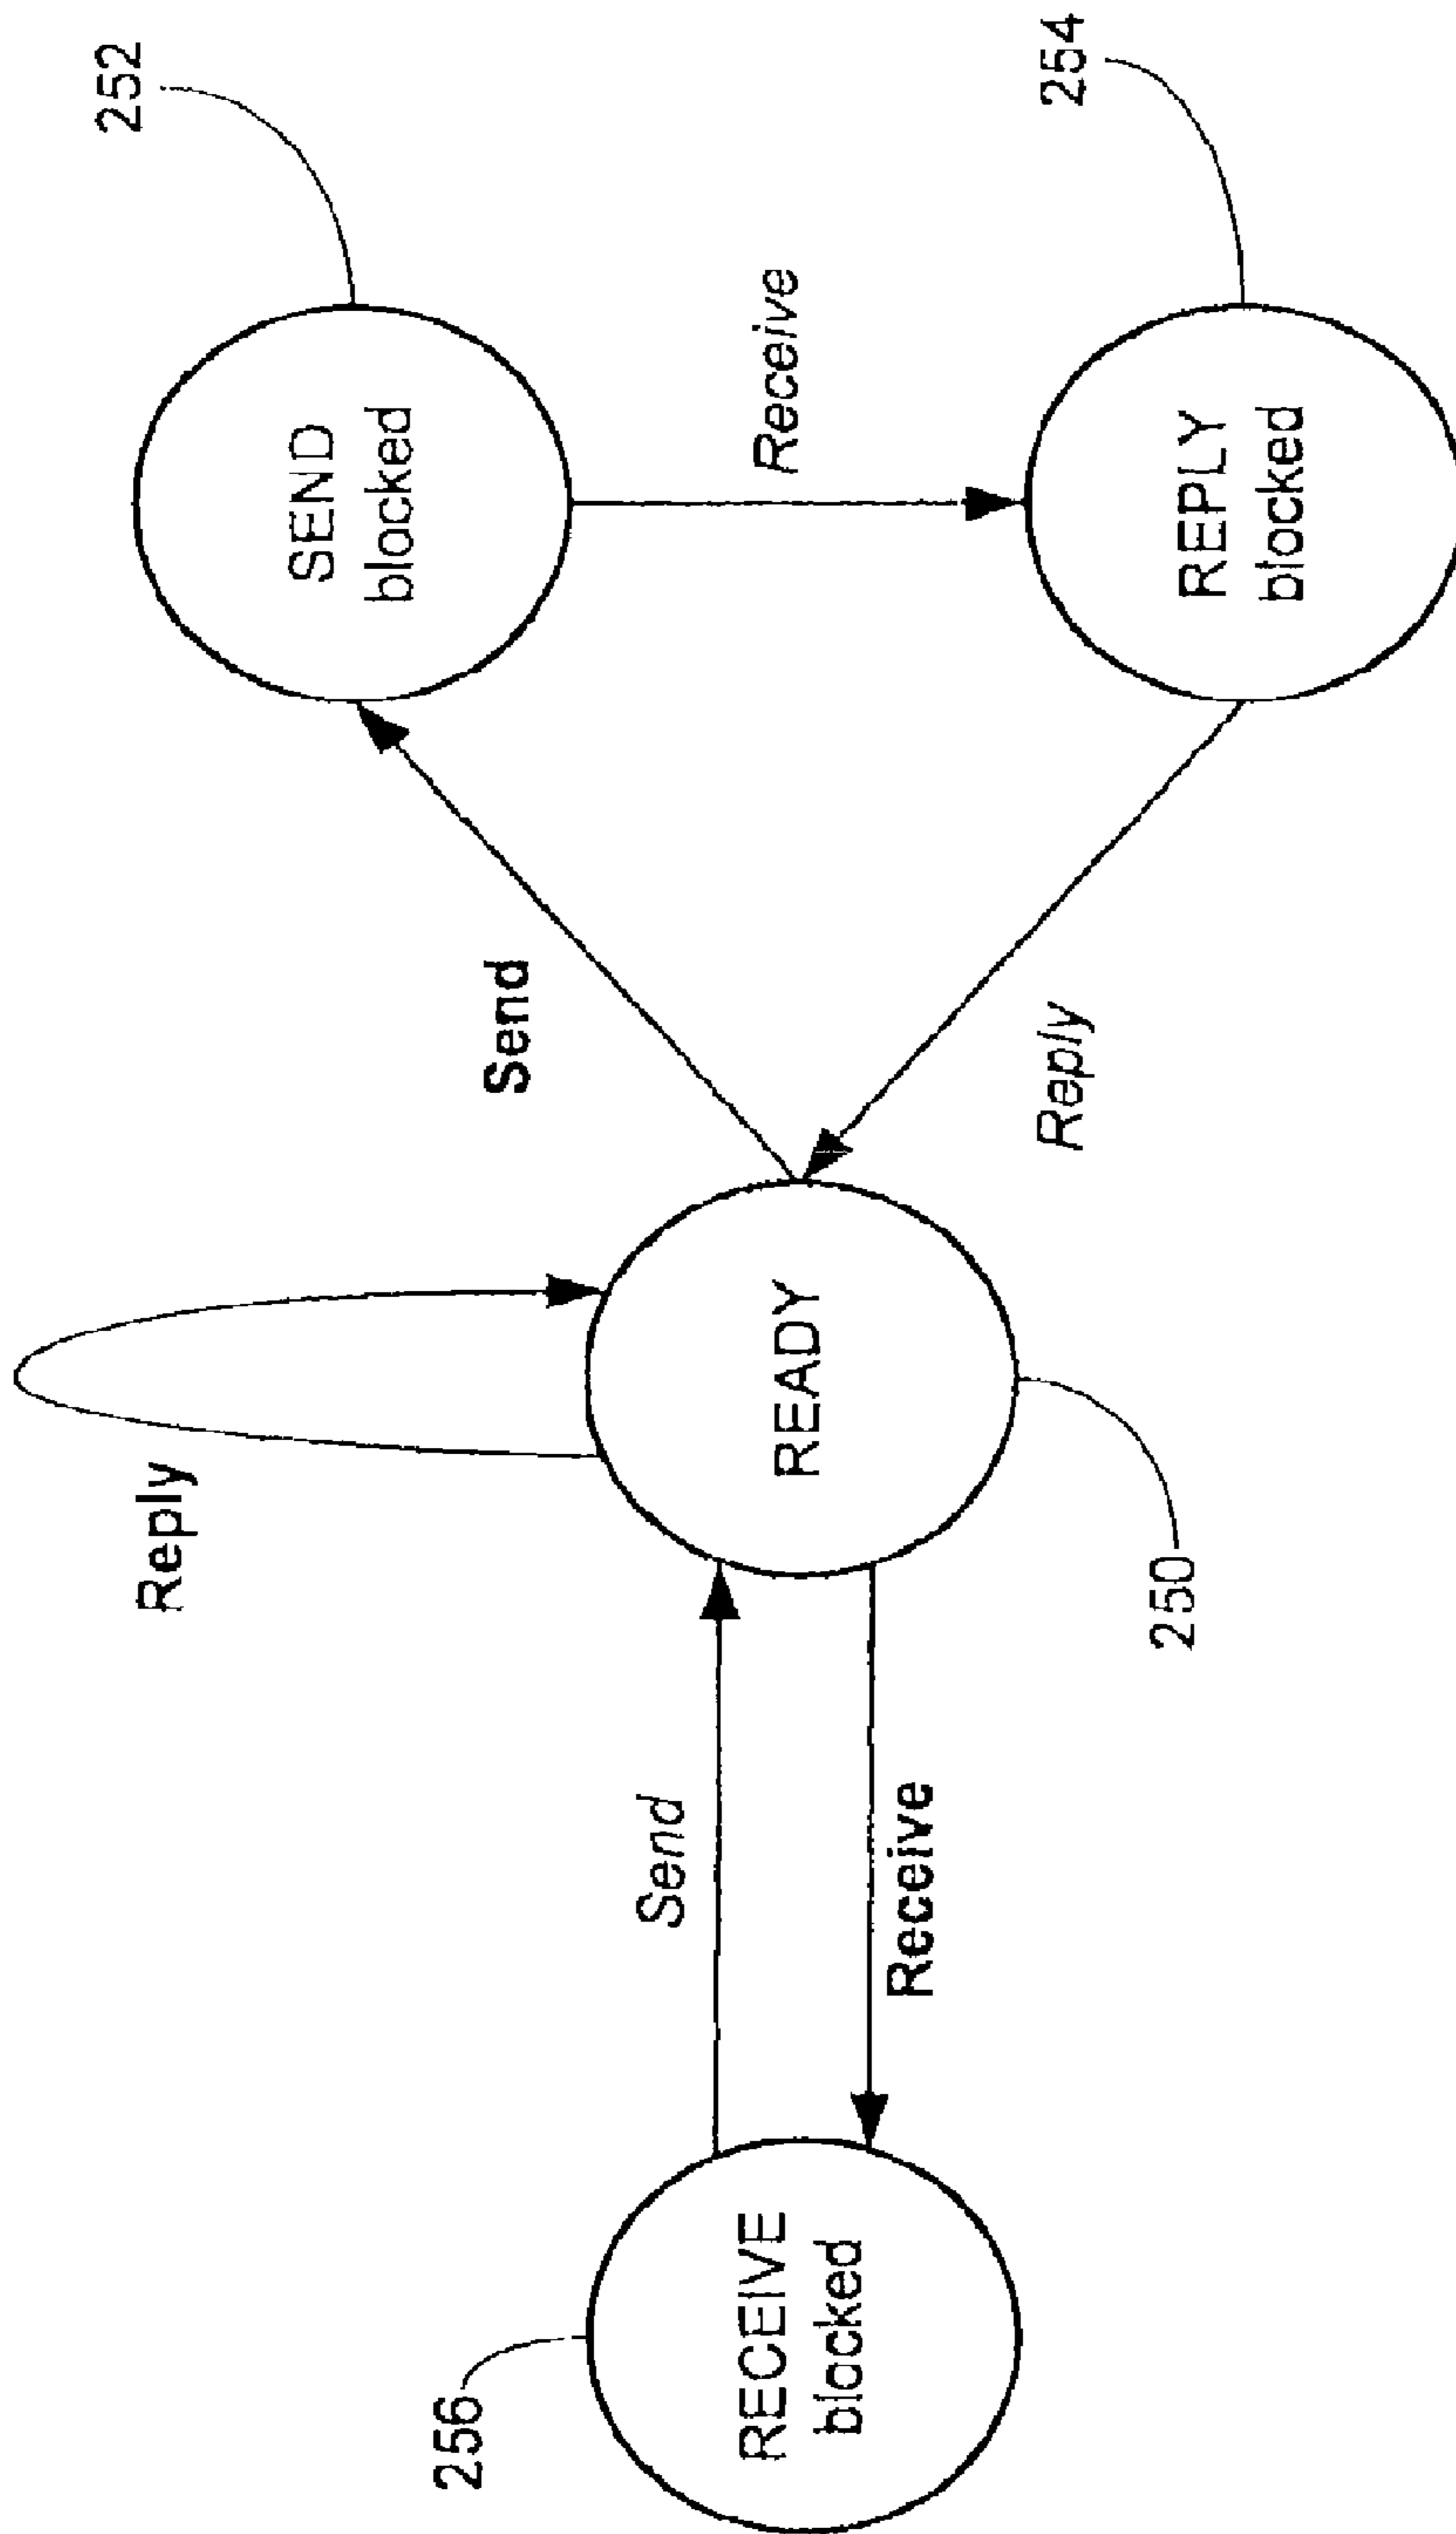 252
254
SEND
blocked
Receive
REPLY
blocked
Send
Reply
Reply
READY
250
Send
Receive
RECEIVE
blocked
256